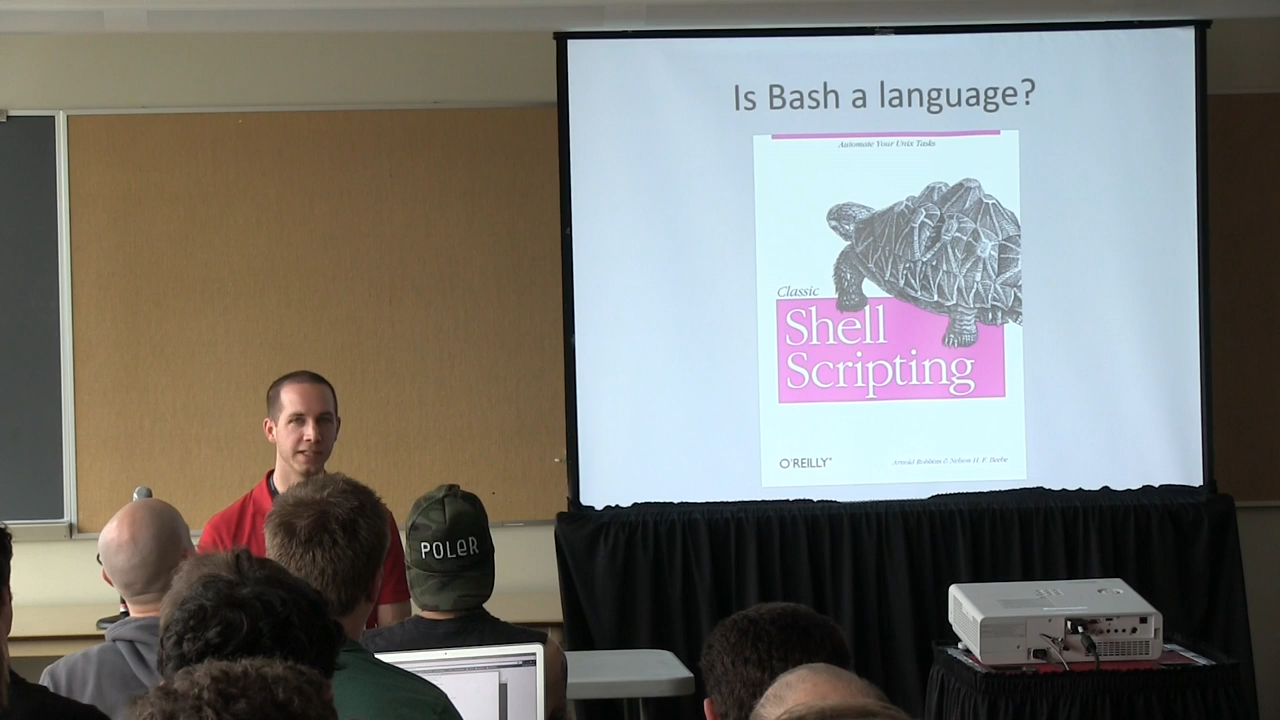 Is Bash a language?
Automate Your Unix Tasks
Classic
Shell
Scripting
O'REILLY®
Arnold Robbins & Nelson H. F. Beebe
POLER